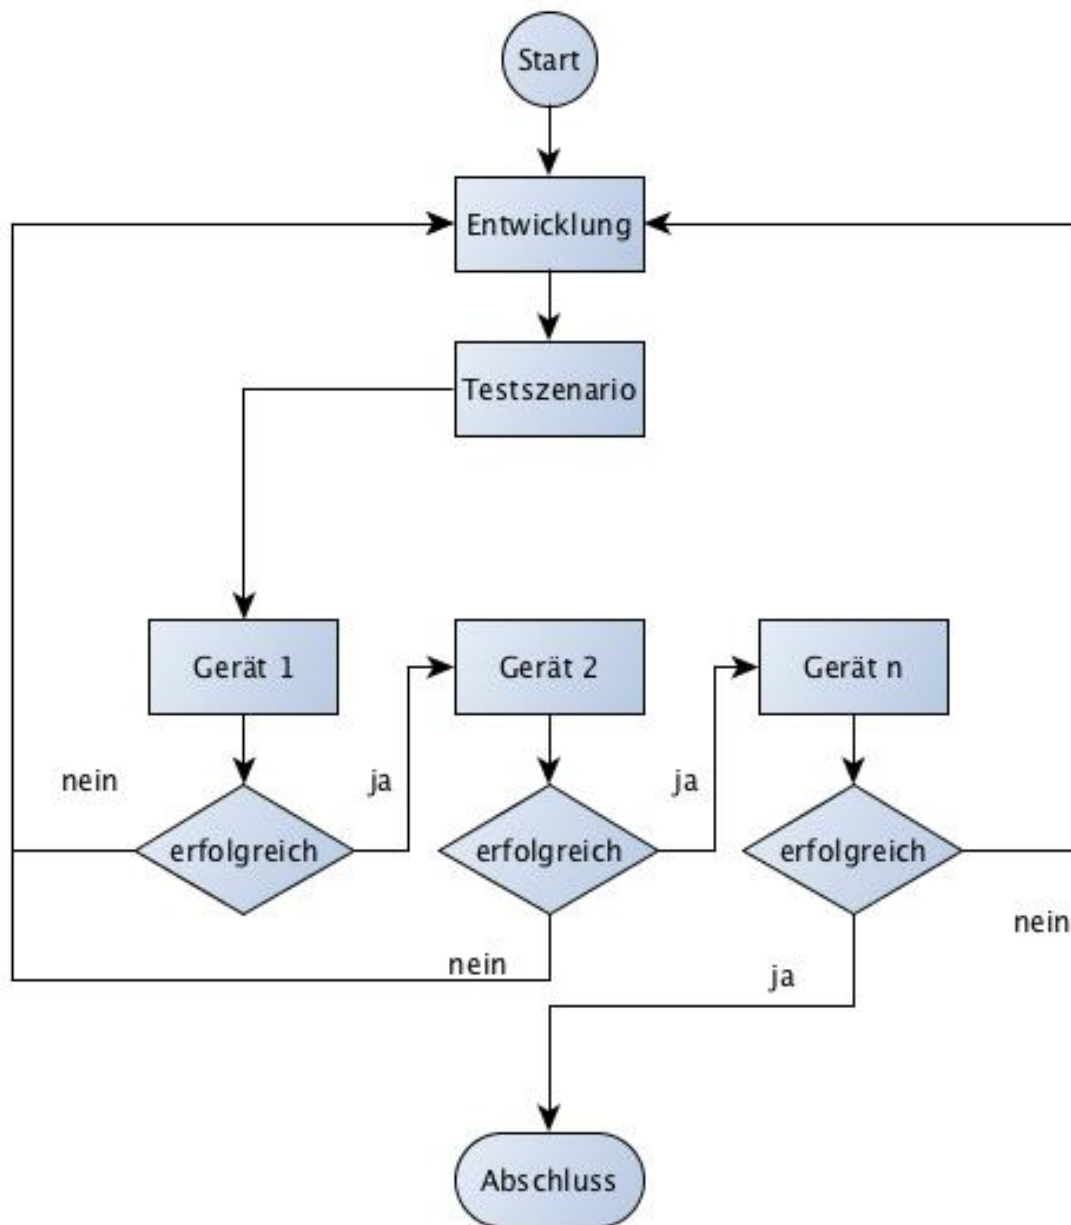 Start
Entwicklung
Testszenario
Gerät 1
Gerät 2
Gerät n
nein
ja
ja
erfolgreich
erfolgreich
erfolgreich
nein
nein
ja
Abschluss